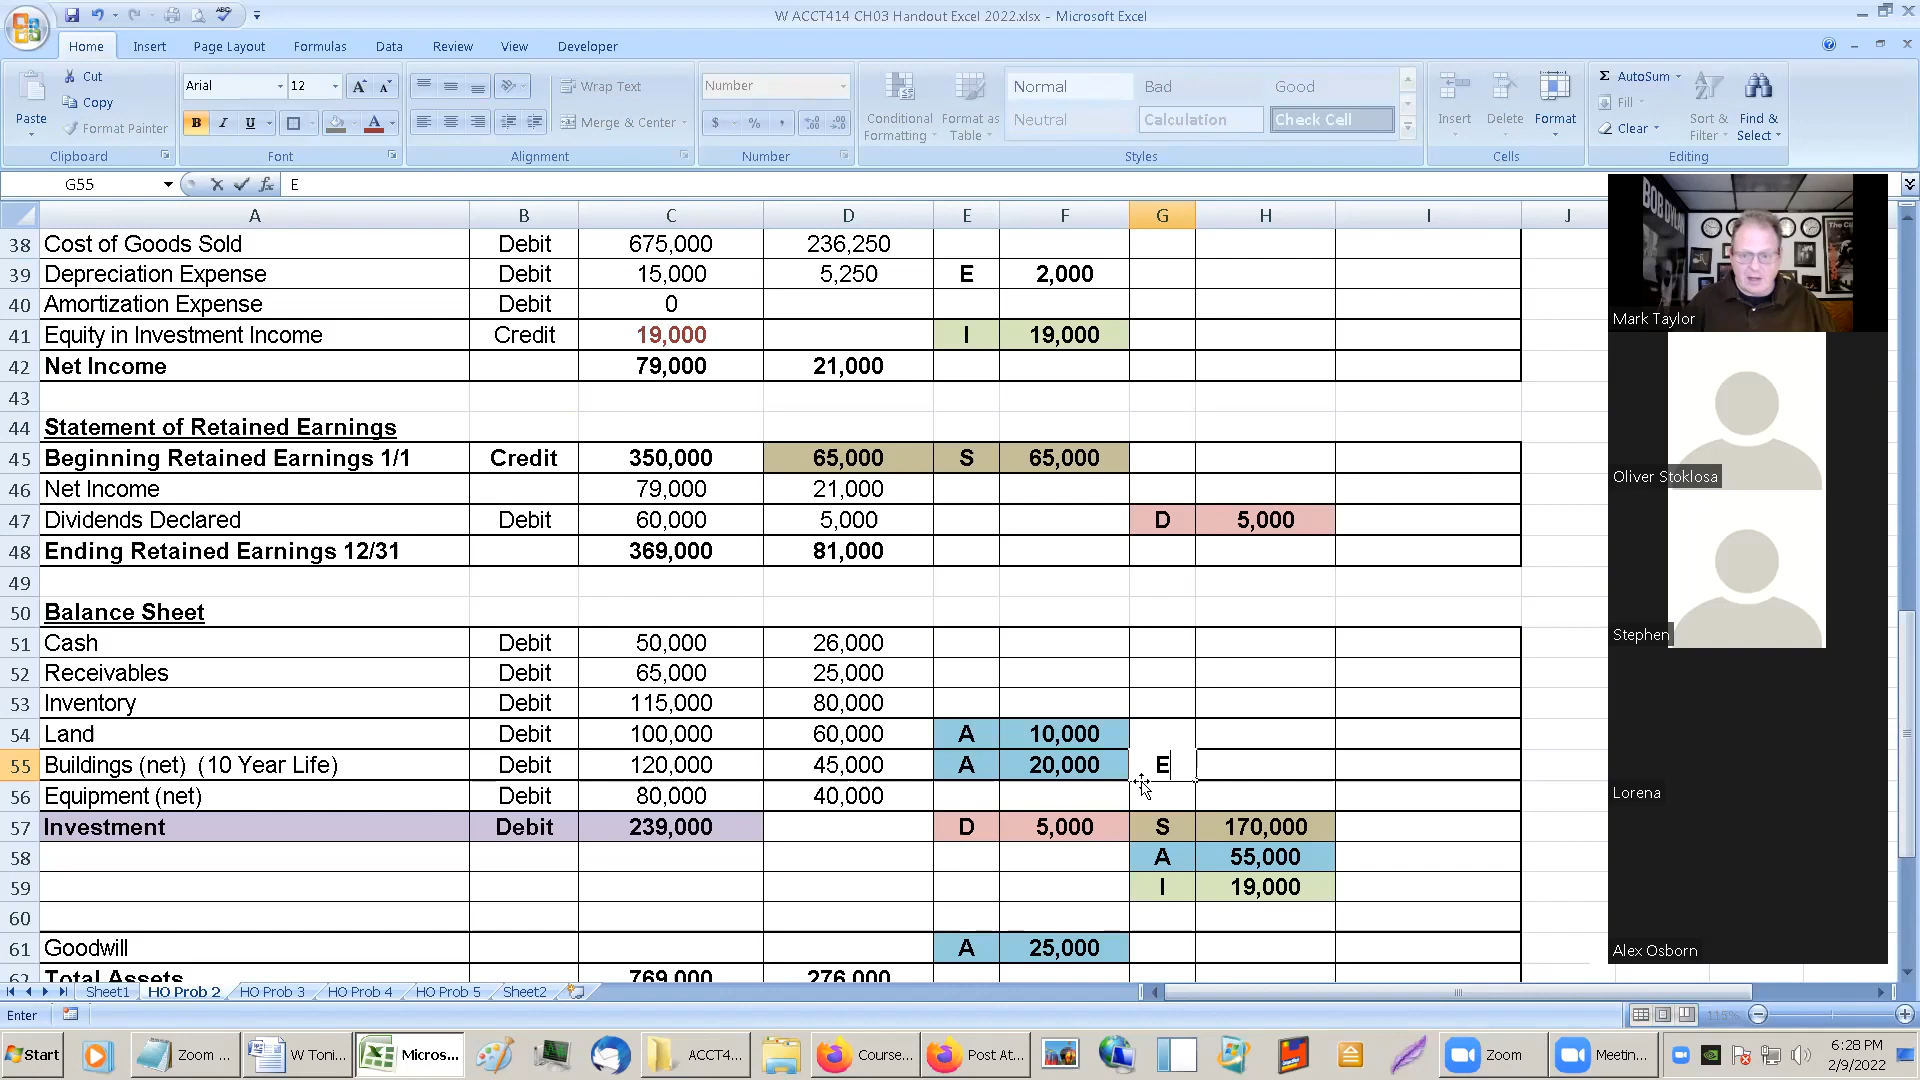 W ACCT414 CH03 Handout Excel 2022.xlsx - Microsoft Excel
Home Insert Page Layout Formulas Data Review View Developer
Paste Cut Copy Format Painter Clipboard
Arial 12 B I U Font
Wrap Text Merge & Center Alignment
Number $ % , Number
Conditional Formatting Format as Table Normal Bad Good Neutral Calculation Check Cell Styles
Insert Delete Format Cells
Σ AutoSum Fill Clear Sort & Filter Find & Select Editing
G55 fx E
A B C D E F G H I J
38 Cost of Goods Sold Debit 675,000 236,250
39 Depreciation Expense Debit 15,000 5,250 E 2,000
40 Amortization Expense Debit 0
41 Equity in Investment Income Credit 19,000 I 19,000
42 Net Income 79,000 21,000
43
44 Statement of Retained Earnings
45 Beginning Retained Earnings 1/1 Credit 350,000 65,000 S 65,000
46 Net Income 79,000 21,000
47 Dividends Declared Debit 60,000 5,000 D 5,000
48 Ending Retained Earnings 12/31 369,000 81,000
49
50 Balance Sheet
51 Cash Debit 50,000 26,000
52 Receivables Debit 65,000 25,000
53 Inventory Debit 115,000 80,000
54 Land Debit 100,000 60,000 A 10,000
55 Buildings (net) (10 Year Life) Debit 120,000 45,000 A 20,000 E
56 Equipment (net) Debit 80,000 40,000
57 Investment Debit 239,000 D 5,000 S 170,000
58 A 55,000
59 I 19,000
60
61 Goodwill A 25,000
62 Total Assets 769,000 276,000
BOB DYLAN
Mark Taylor
Oliver Stoklosa
Stephen
Lorena
Alex Osborn
Sheet1 HO Prob 2 HO Prob 3 HO Prob 4 HO Prob 5 Sheet2
Enter 115%
Start Zoom ... W Toni... Micros... ACCT4... Course... Post At... Zoom Meetin...
6:28 PM
2/9/2022